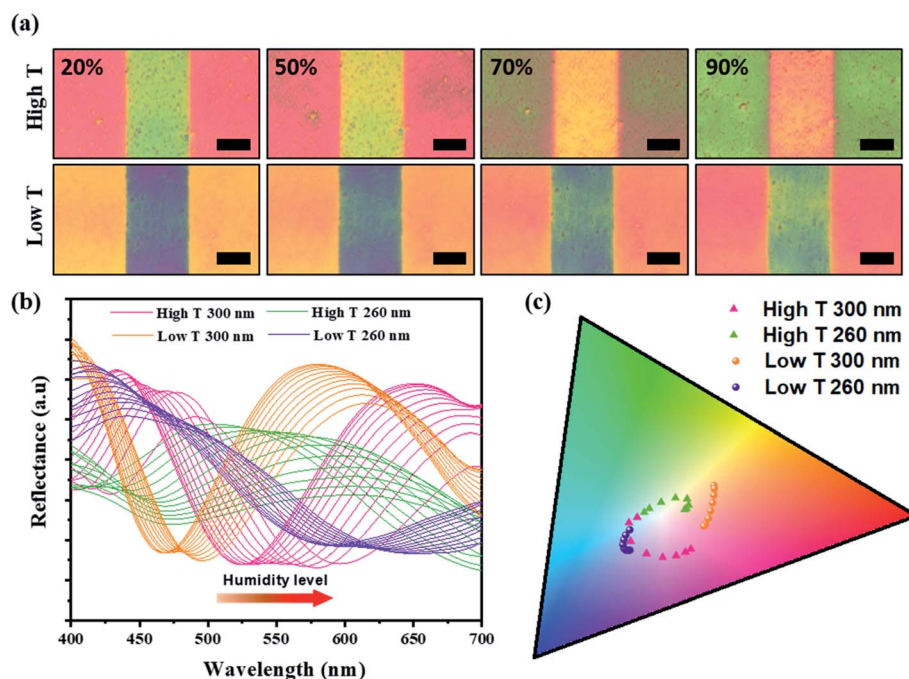 (a)
High T
20%
50%
70%
90%
Low T
(b)
High T 300 nm
High T 260 nm
Low T 300 nm
Low T 260 nm
Reflectance (a.u)
Humidity level
400
450
500
550
600
650
700
Wavelength (nm)
(c)
High T 300 nm
High T 260 nm
Low T 300 nm
Low T 260 nm